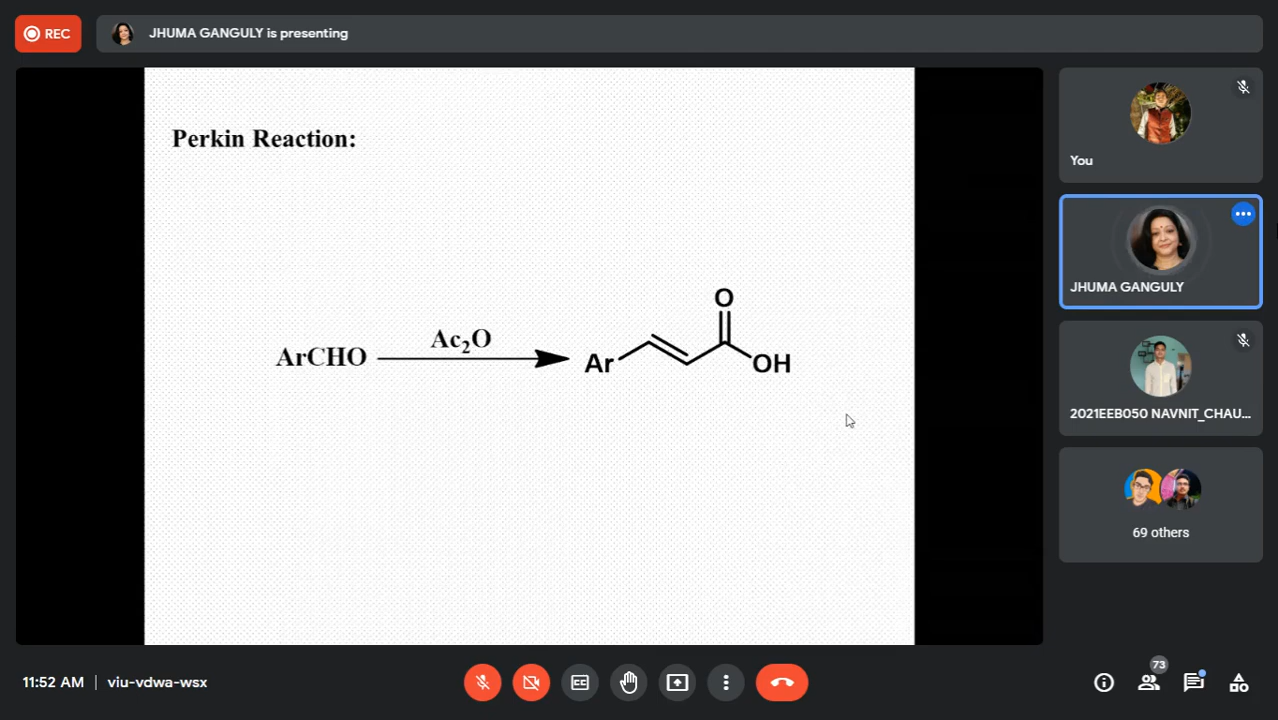 REC
JHUMA GANGULY is presenting
Perkin Reaction:
ArCHO
Ac₂O
Ar
O
OH
You
JHUMA GANGULY
2021EEB050 NAVNIT_CHAU...
69 others
11:52 AM | viu-vdwa-wsx
CC
73